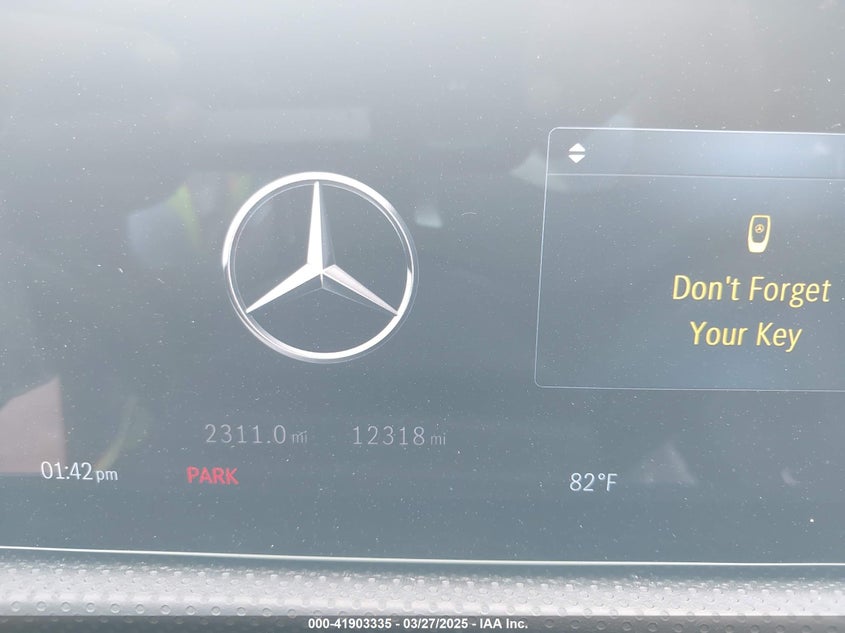 Don't Forget
Your Key
2311.0 mi 12318 mi
01:42 pm PARK 82°F
000-41903335 - 03/27/2025 - IAA Inc.